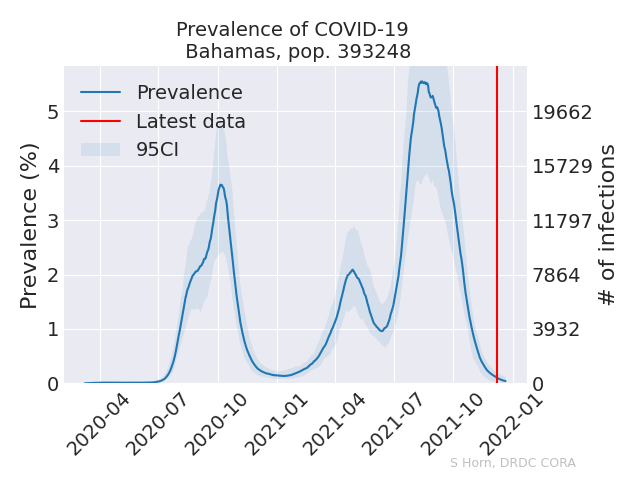 Prevalence of COVID-19
Bahamas, pop. 393248
Prevalence
Latest data
95CI
Prevalence (%)
5
4
3
2
1
0
19662
15729
11797
7864
3932
0
# of infections
2020-04
2020-07
2020-10
2021-01
2021-04
2021-07
2021-10
2022-01
S Horn, DRDC CORA